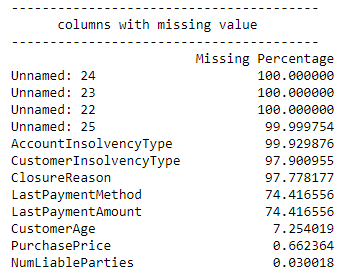 ----------------------------------------
columns with missing value
----------------------------------------
Missing Percentage
Unnamed: 24 100.000000
Unnamed: 23 100.000000
Unnamed: 22 100.000000
Unnamed: 25 99.999754
AccountInsolvencyType 99.929876
CustomerInsolvencyType 97.900955
ClosureReason 97.778177
LastPaymentMethod 74.416556
LastPaymentAmount 74.416556
CustomerAge 7.254019
PurchasePrice 0.662364
NumLiableParties 0.030018